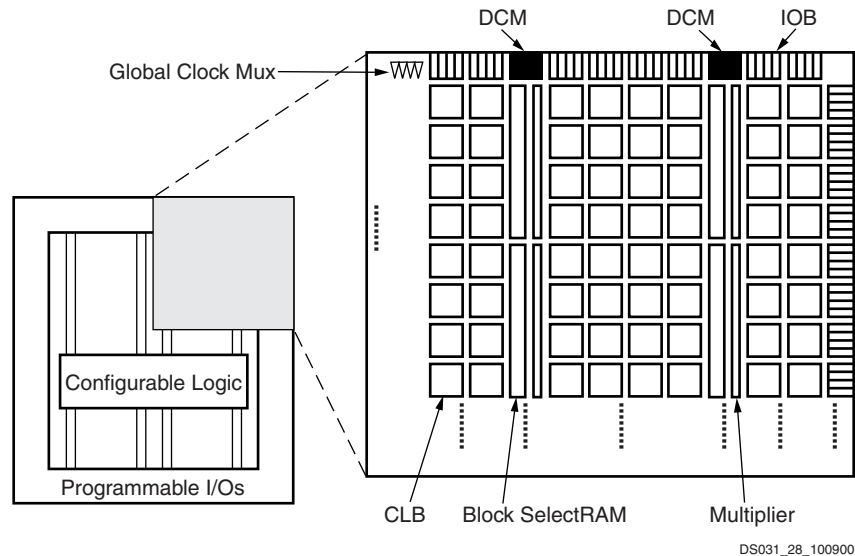 DCM
DCM
IOB
Global Clock Mux
Configurable Logic
Programmable I/Os
CLB
Block SelectRAM
Multiplier
DS031_28_100900